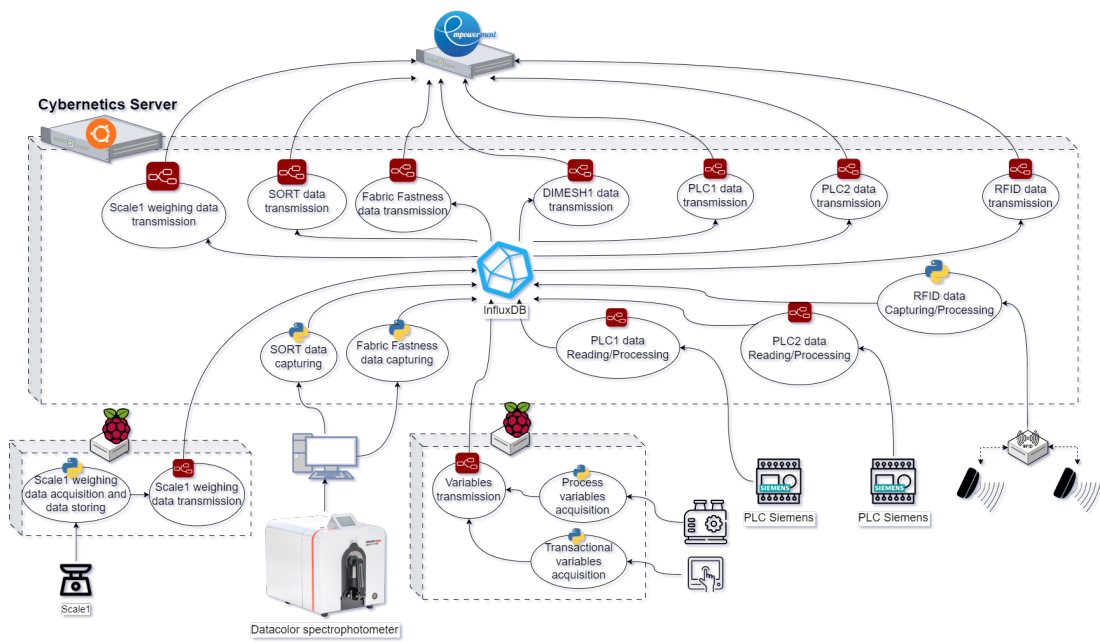 empowerment
Cybernetics Server
Scale1 weighing data
transmission
SORT data
transmission
Fabric Fastness
data transmission
DIMESH1 data
transmission
PLC1 data
transmission
PLC2 data
transmission
RFID data
transmission
InfluxDB
SORT data
capturing
Fabric Fastness
data capturing
PLC1 data
Reading/Processing
PLC2 data
Reading/Processing
RFID data
Capturing/Processing
Scale1 weighing
data acquisition and
data storing
Scale1 weighing
data transmission
Variables
transmission
Process
variables
acquisition
Transactional
variables
acquisition
SIEMENS
PLC Siemens
SIEMENS
PLC Siemens
RFID
Scale1
Datacolor spectrophotometer